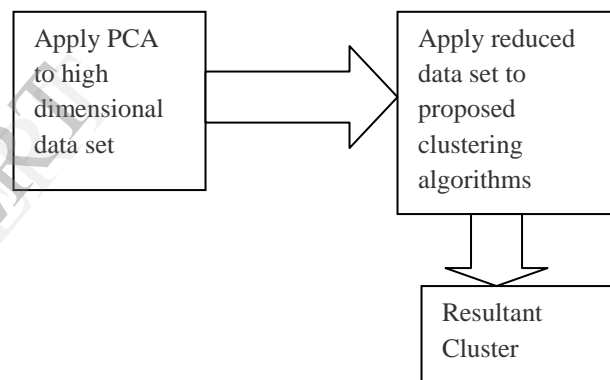 Apply PCA
to high
dimensional
data set
Apply reduced
data set to
proposed
clustering
algorithms
Resultant
Cluster